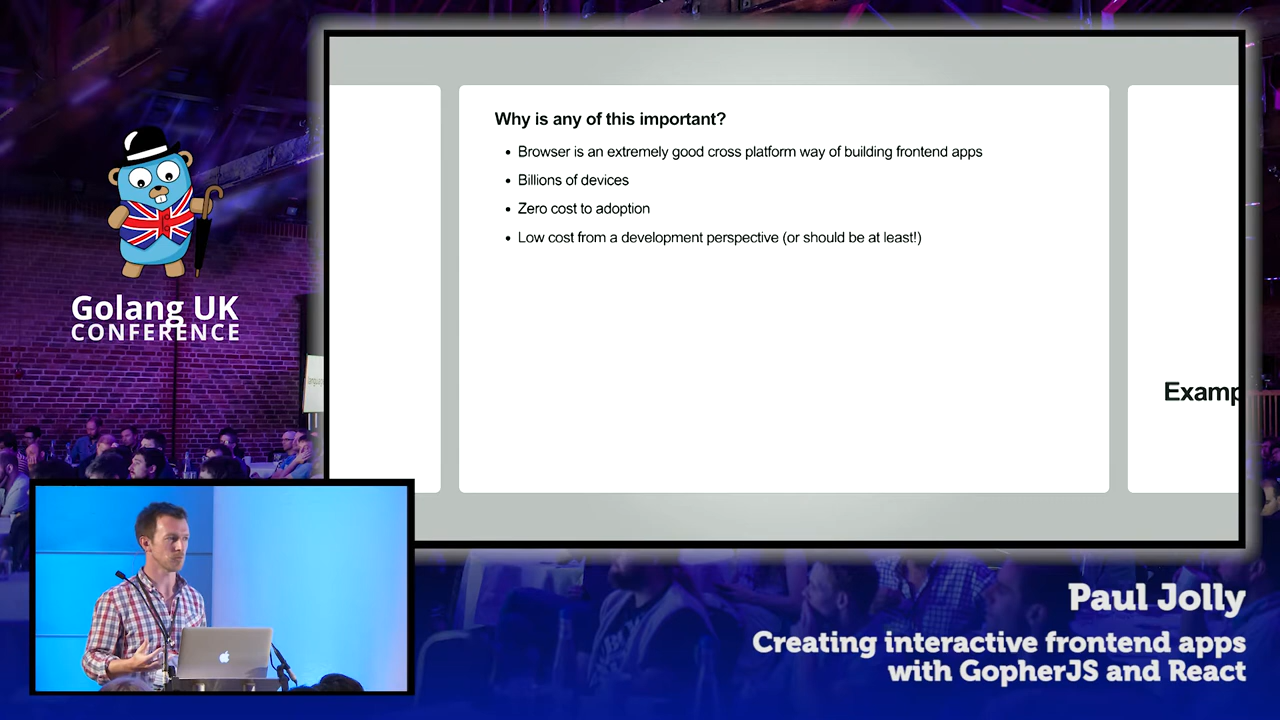 Golang UK
CONFERENCE
Why is any of this important?
• Browser is an extremely good cross platform way of building frontend apps
• Billions of devices
• Zero cost to adoption
• Low cost from a development perspective (or should be at least!)
Examp
Paul Jolly
Creating interactive frontend apps
with GopherJS and React